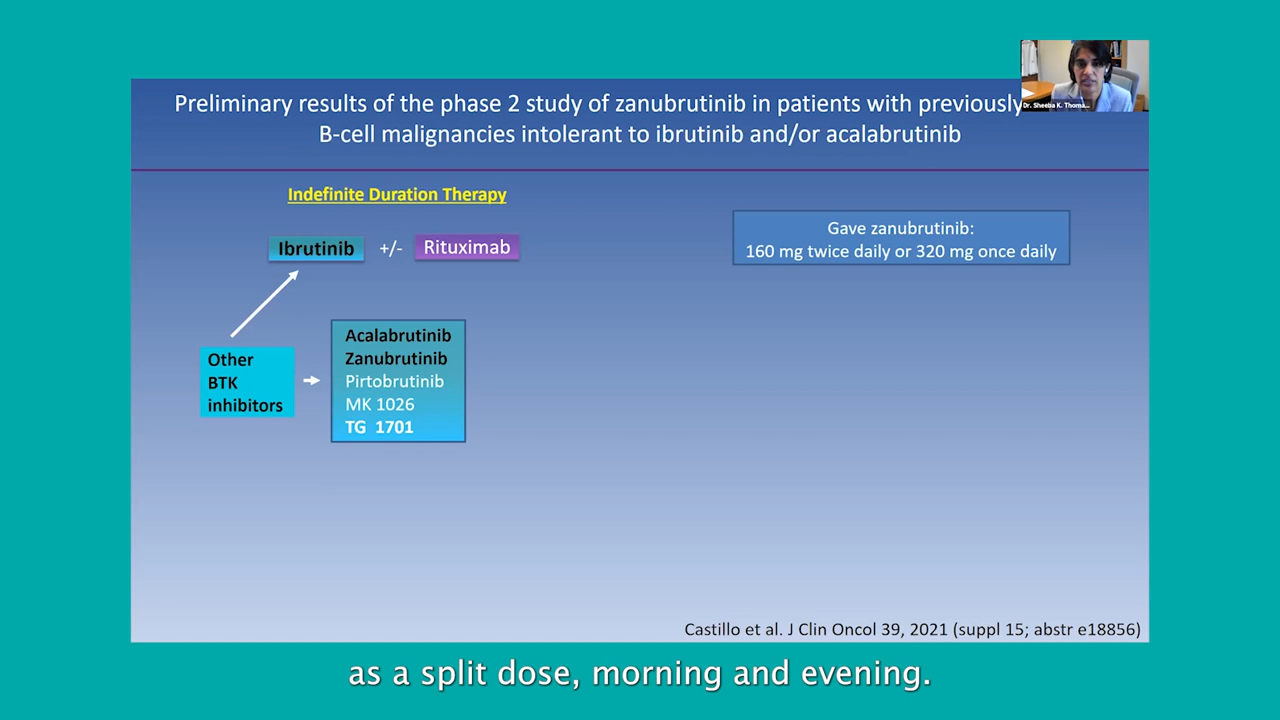 Preliminary results of the phase 2 study of zanubrutinib in patients with previously
B-cell malignancies intolerant to ibrutinib and/or acalabrutinib
Dr. Sheeba K. Thoma...
Indefinite Duration Therapy
Ibrutinib +/- Rituximab
Gave zanubrutinib:
160 mg twice daily or 320 mg once daily
Other
BTK
inhibitors
Acalabrutinib
Zanubrutinib
Pirtobrutinib
MK 1026
TG 1701
Castillo et al. J Clin Oncol 39, 2021 (suppl 15; abstr e18856)
as a split dose, morning and evening.